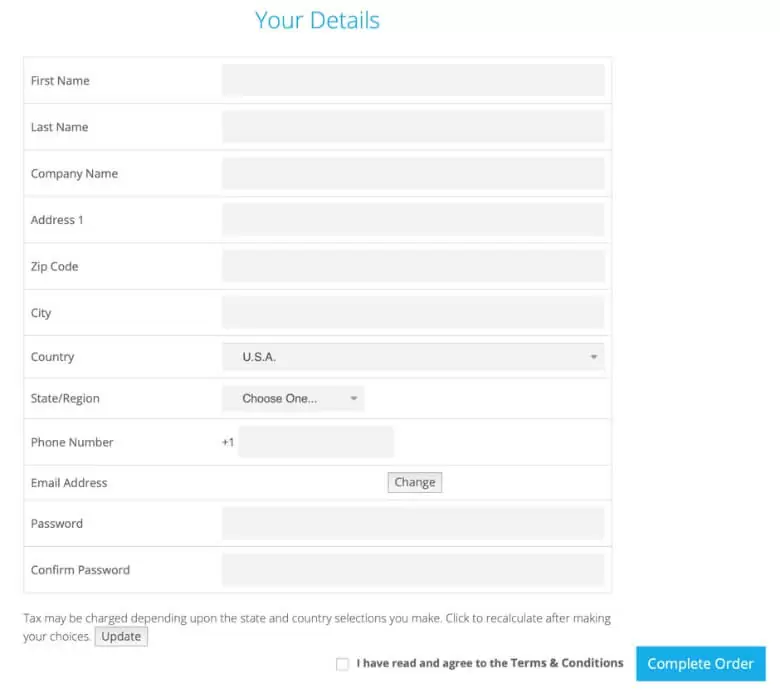 Your Details
First Name
Last Name
Company Name
Address 1
Zip Code
City
Country U.S.A.
State/Region Choose One...
Phone Number +1
Email Address Change
Password
Confirm Password
Tax may be charged depending upon the state and country selections you make. Click to recalculate after making
your choices. Update
I have read and agree to the Terms & Conditions Complete Order